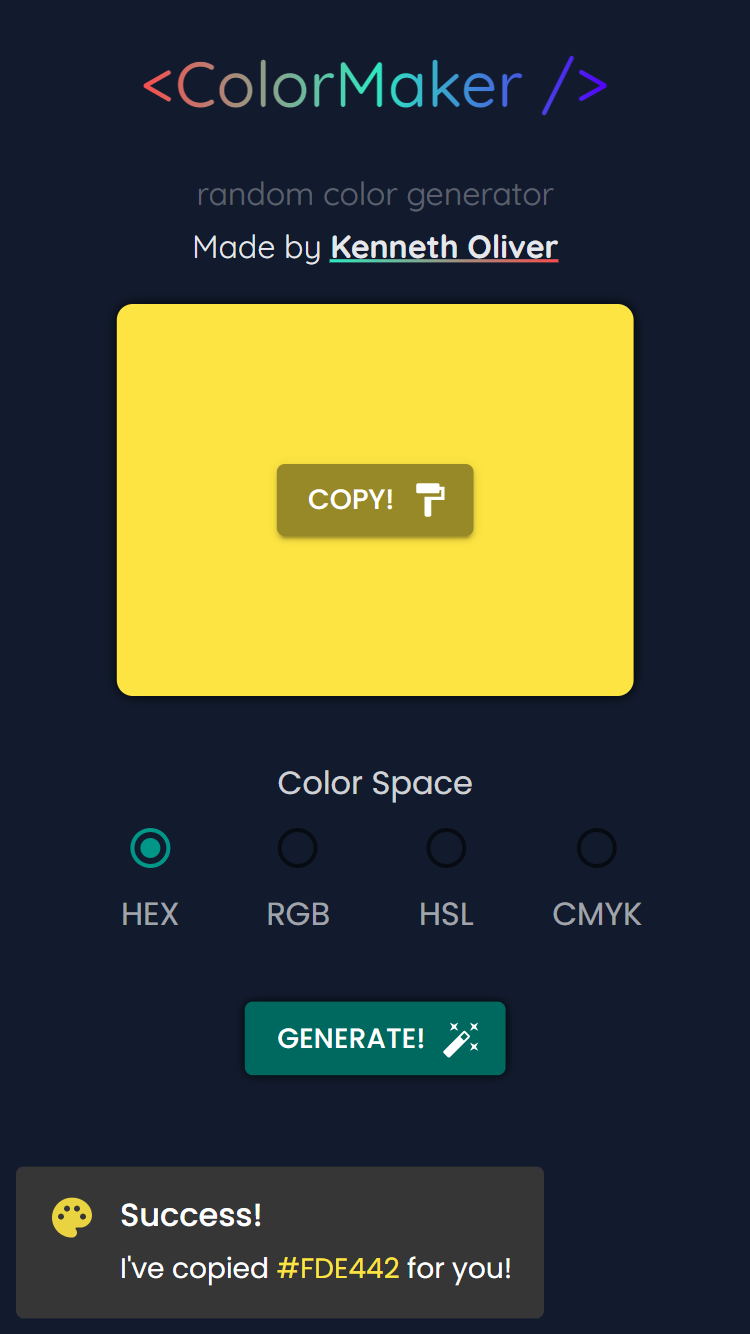 <ColorMaker />
random color generator
Made by Kenneth Oliver
COPY!
Color Space
HEX RGB HSL CMYK
GENERATE!
Success!
I've copied #FDE442 for you!